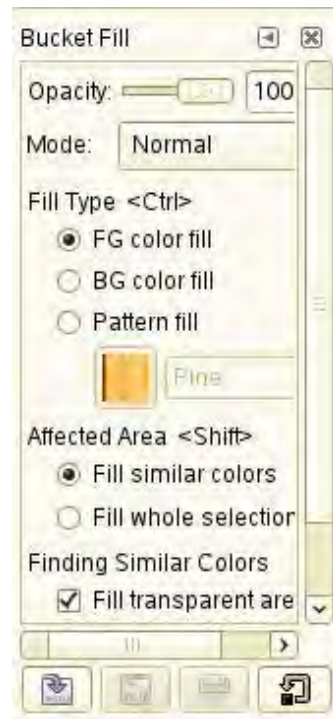 Bucket Fill
Opacity: 100
Mode: Normal
Fill Type <Ctrl>
FG color fill
BG color fill
Pattern fill
Pine
Affected Area <Shift>
Fill similar colors
Fill whole selection
Finding Similar Colors
Fill transparent are